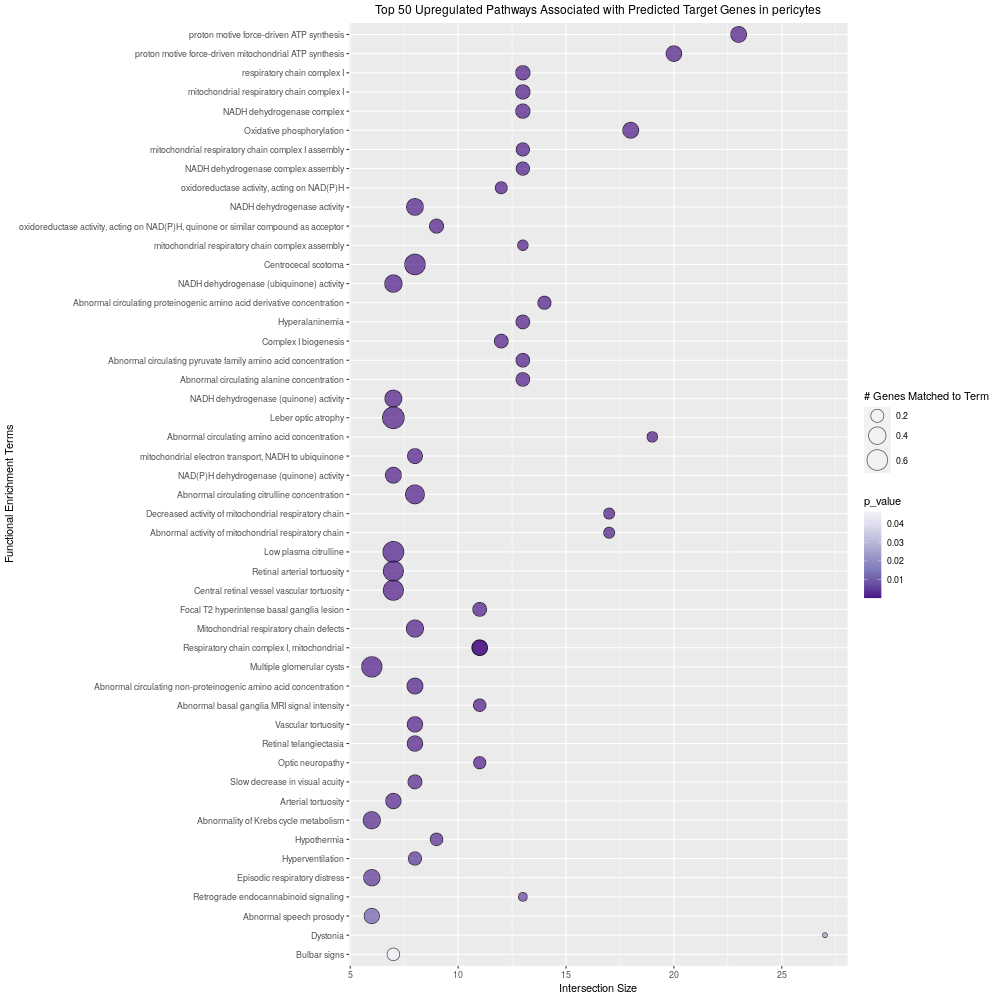 Top 50 Upregulated Pathways Associated with Predicted Target Genes in pericytes
proton motive force-driven ATP synthesis
proton motive force-driven mitochondrial ATP synthesis
respiratory chain complex I
mitochondrial respiratory chain complex I
NADH dehydrogenase complex
Oxidative phosphorylation
mitochondrial respiratory chain complex I assembly
NADH dehydrogenase complex assembly
oxidoreductase activity, acting on NAD(P)H
NADH dehydrogenase activity
oxidoreductase activity, acting on NAD(P)H, quinone or similar compound as acceptor
mitochondrial respiratory chain complex assembly
Centrocecal scotoma
NADH dehydrogenase (ubiquinone) activity
Abnormal circulating proteinogenic amino acid derivative concentration
Hyperalaninemia
Complex I biogenesis
Abnormal circulating pyruvate family amino acid concentration
Abnormal circulating alanine concentration
NADH dehydrogenase (quinone) activity
Leber optic atrophy
Abnormal circulating amino acid concentration
mitochondrial electron transport, NADH to ubiquinone
NAD(P)H dehydrogenase (quinone) activity
Abnormal circulating citrulline concentration
Decreased activity of mitochondrial respiratory chain
Abnormal activity of mitochondrial respiratory chain
Low plasma citrulline
Retinal arterial tortuosity
Central retinal vessel vascular tortuosity
Focal T2 hyperintense basal ganglia lesion
Mitochondrial respiratory chain defects
Respiratory chain complex I, mitochondrial
Multiple glomerular cysts
Abnormal circulating non-proteinogenic amino acid concentration
Abnormal basal ganglia MRI signal intensity
Vascular tortuosity
Retinal telangiectasia
Optic neuropathy
Slow decrease in visual acuity
Arterial tortuosity
Abnormality of Krebs cycle metabolism
Hypothermia
Hyperventilation
Episodic respiratory distress
Retrograde endocannabinoid signaling
Abnormal speech prosody
Dystonia
Bulbar signs
5 10 15 20 25
Intersection Size
Functional Enrichment Terms
# Genes Matched to Term
0.2
0.4
0.6
p_value
0.04
0.03
0.02
0.01